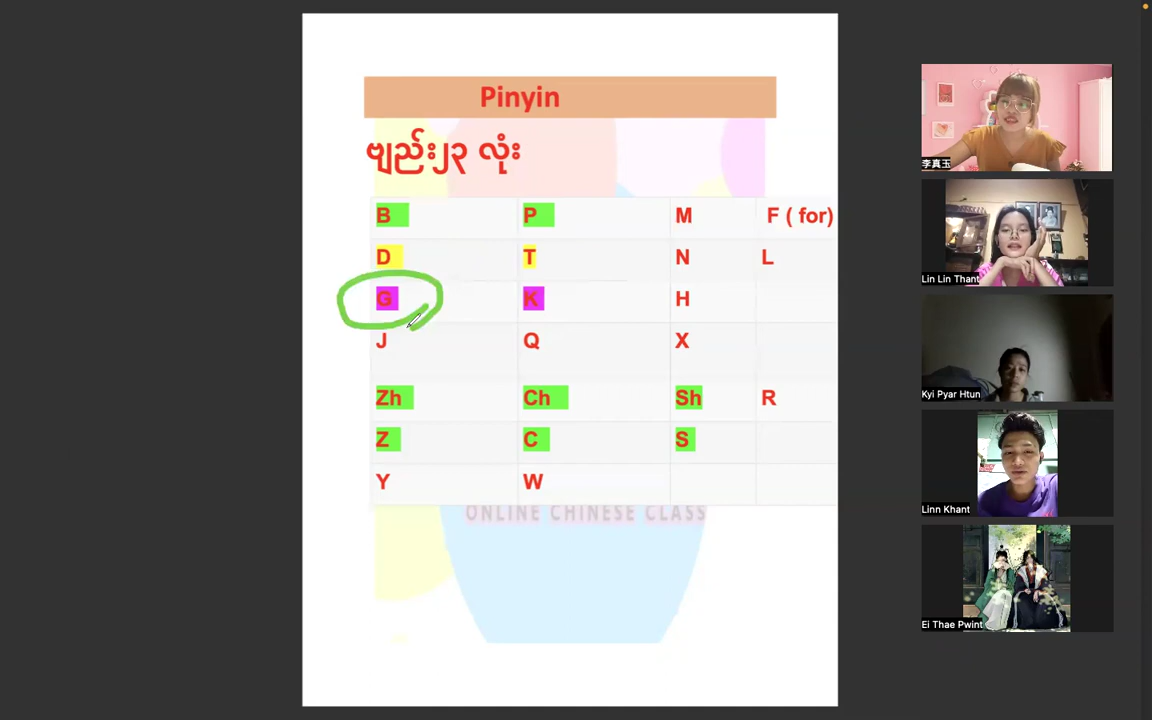 Pinyin
ဗျည်း၂၃ လုံး
B P M F ( for)
D T N L
G K H
J Q X
Zh Ch Sh R
Z C S
Y W
ONLINE CHINESE CLASS
李真玉
Lin Lin Thant
Kyi Pyar Htun
Linn Khant
Ei Thae Pwint